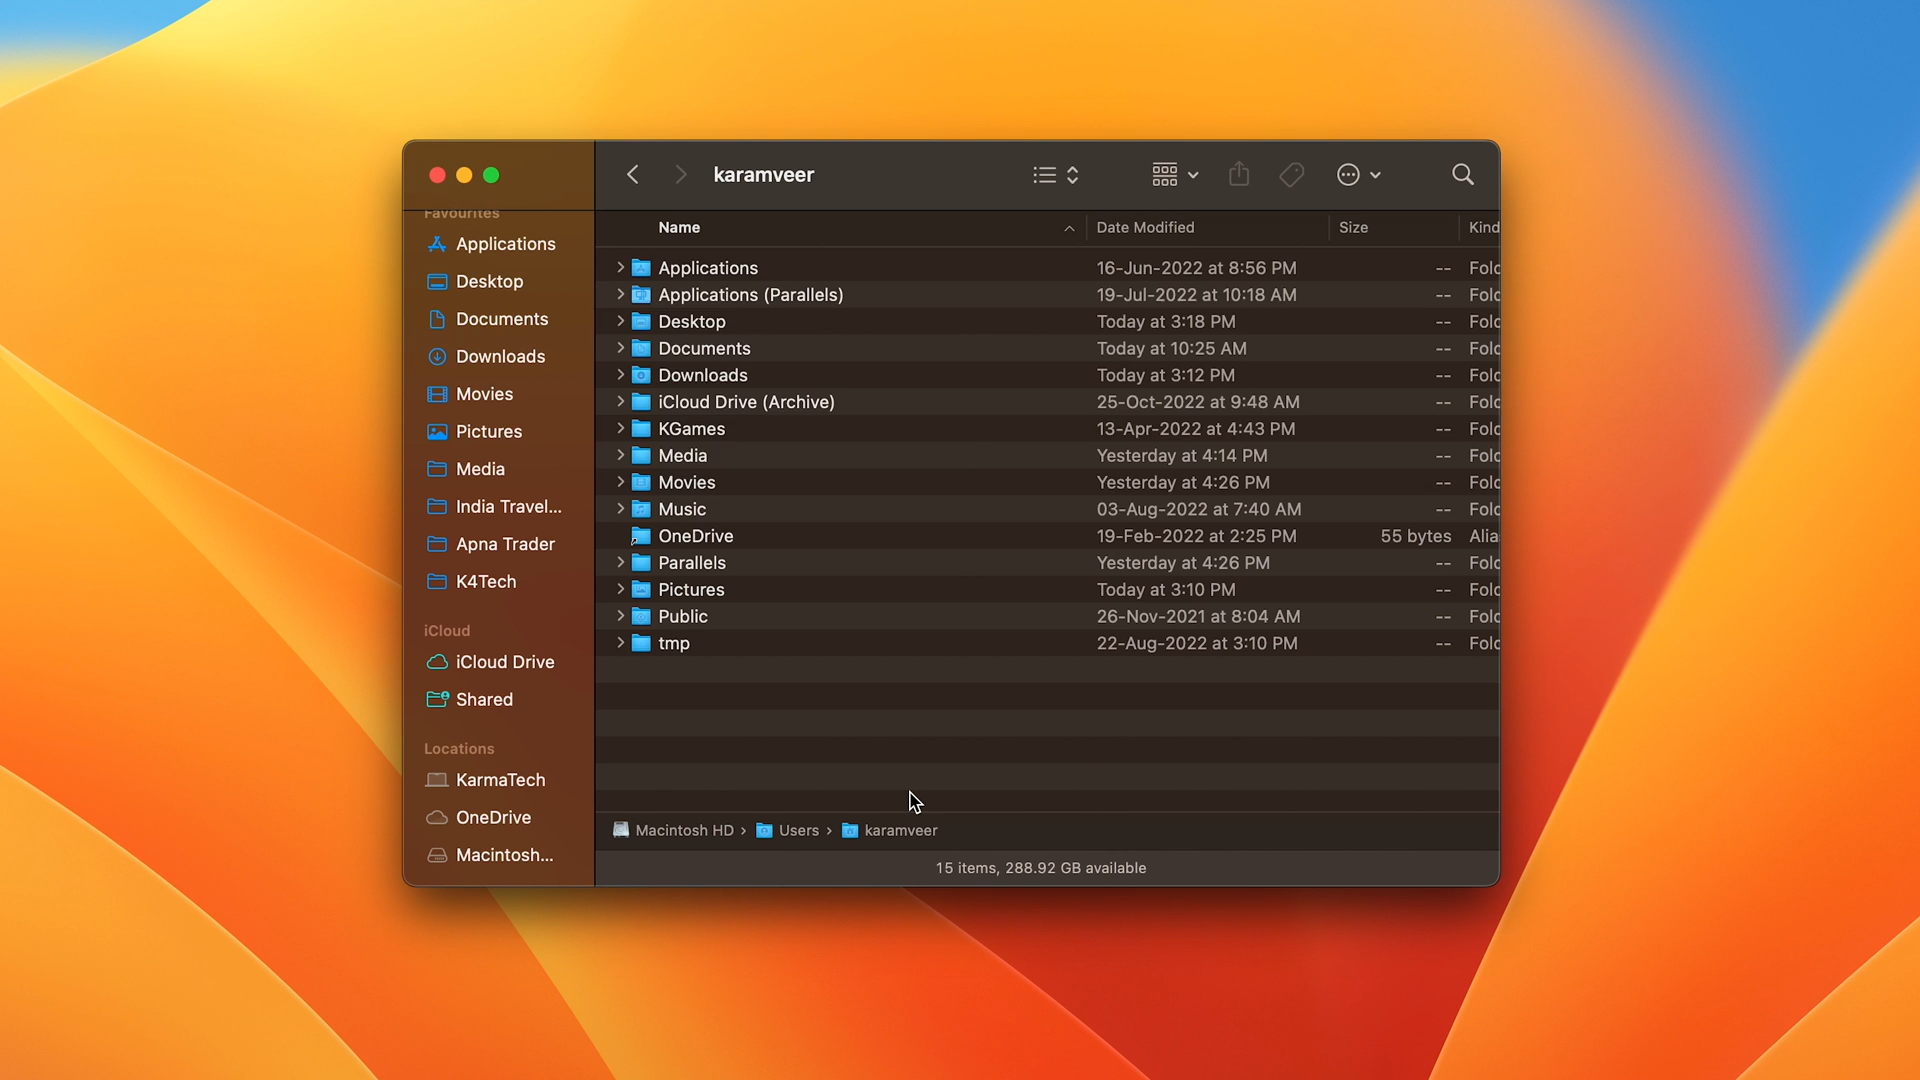 karamveer
Favourites
Applications
Desktop
Documents
Downloads
Movies
Pictures
Media
India Travel...
Apna Trader
K4Tech
iCloud
iCloud Drive
Shared
Locations
KarmaTech
OneDrive
Macintosh...
Name Date Modified Size Kind
Applications 16-Jun-2022 at 8:56 PM -- Fold
Applications (Parallels) 19-Jul-2022 at 10:18 AM -- Fold
Desktop Today at 3:18 PM -- Fold
Documents Today at 10:25 AM -- Fold
Downloads Today at 3:12 PM -- Fold
iCloud Drive (Archive) 25-Oct-2022 at 9:48 AM -- Fold
KGames 13-Apr-2022 at 4:43 PM -- Fold
Media Yesterday at 4:14 PM -- Fold
Movies Yesterday at 4:26 PM -- Fold
Music 03-Aug-2022 at 7:40 AM -- Fold
OneDrive 19-Feb-2022 at 2:25 PM 55 bytes Alia
Parallels Yesterday at 4:26 PM -- Fold
Pictures Today at 3:10 PM -- Fold
Public 26-Nov-2021 at 8:04 AM -- Fold
tmp 22-Aug-2022 at 3:10 PM -- Fold
Macintosh HD › Users › karamveer
15 items, 288.92 GB available